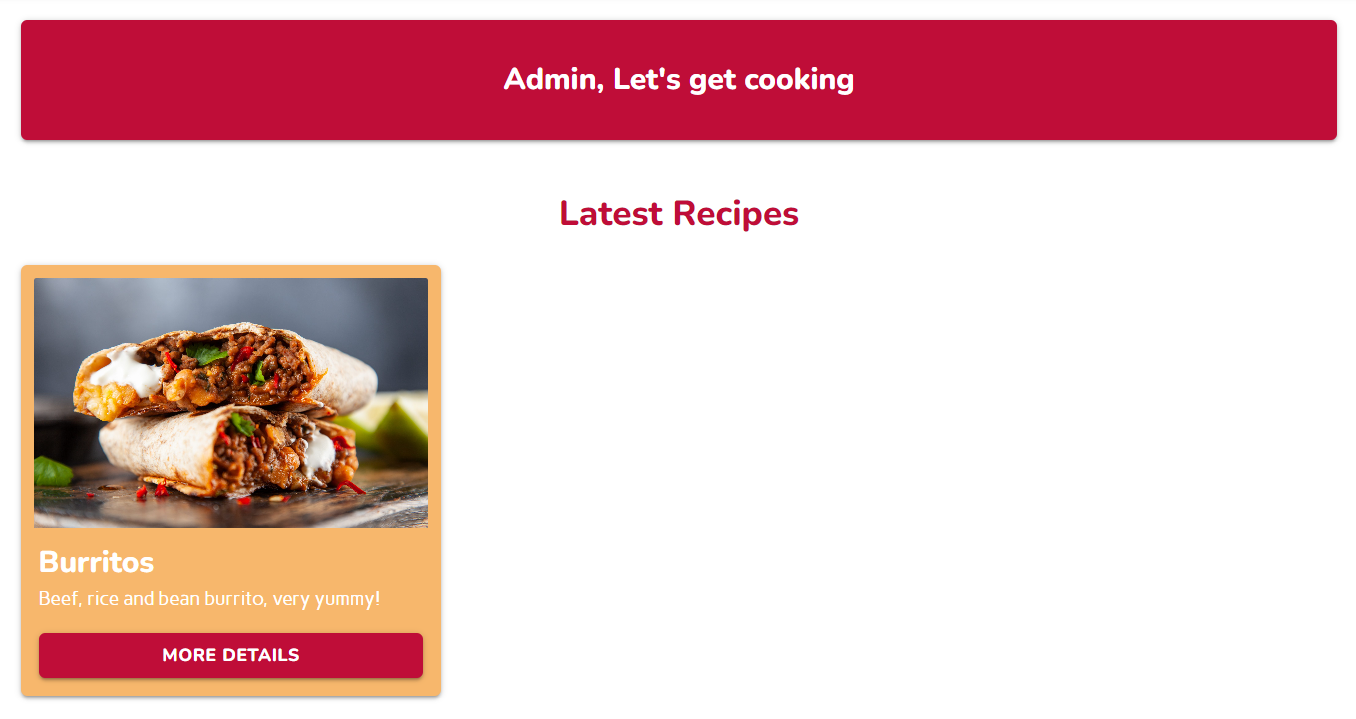 Admin, Let's get cooking
Latest Recipes
Burritos
Beef, rice and bean burrito, very yummy!
MORE DETAILS